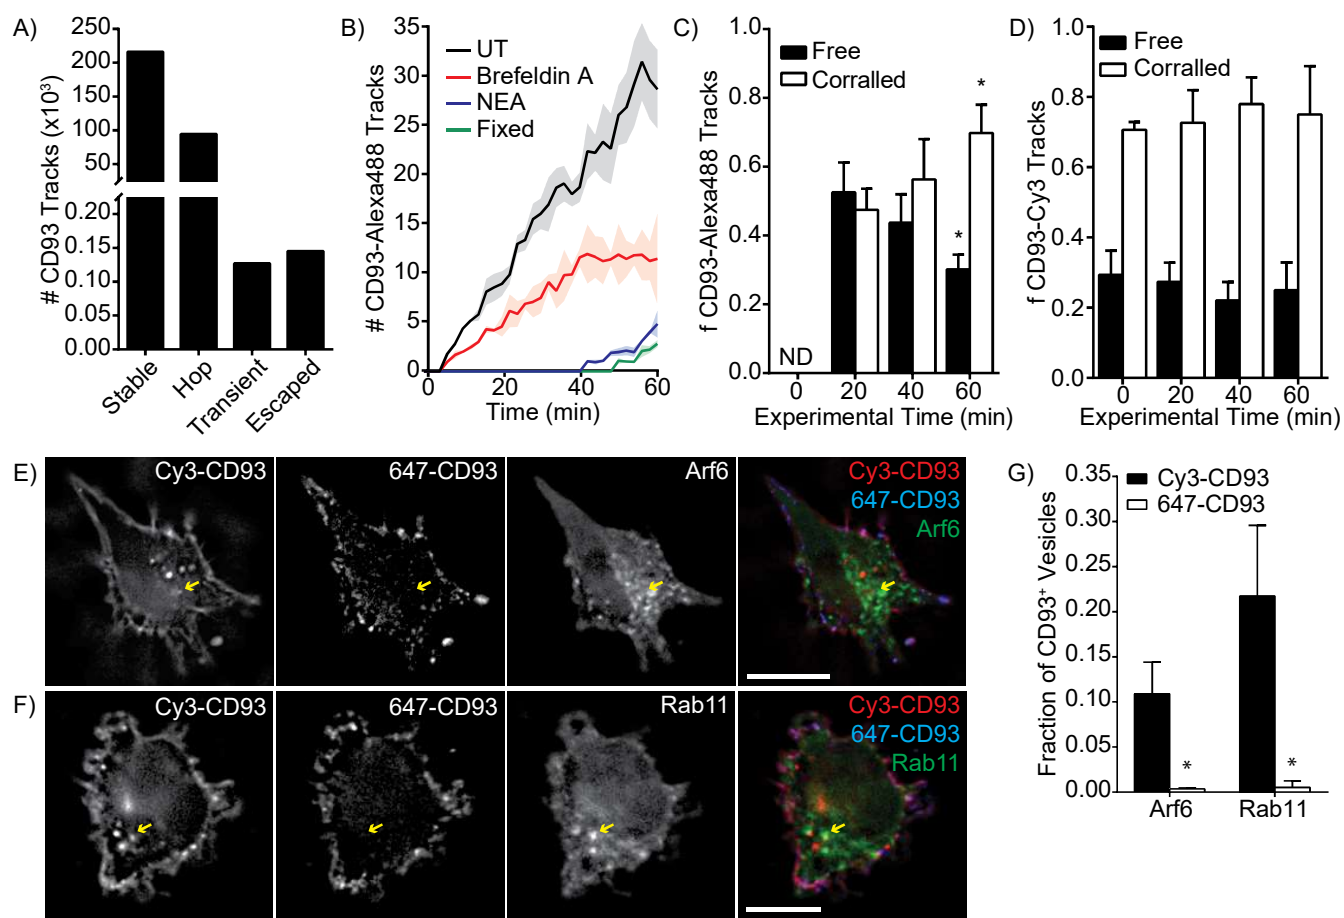 A)
# CD93 Tracks (x10³)
250
200
150
100
50
0.20
0.15
0.10
0.05
0.00
Stable
Hop
Transient
Escaped
B)
# CD93-Alexa488 Tracks
35
30
25
20
15
10
5
0
UT
Brefeldin A
NEA
Fixed
0 20 40 60
Time (min)
C)
f CD93-Alexa488 Tracks
1.0
0.8
0.6
0.4
0.2
0.0
Free
Corralled
*
*
ND
0 20 40 60
Experimental Time (min)
D)
f CD93-Cy3 Tracks
1.0
0.8
0.6
0.4
0.2
0.0
Free
Corralled
0 20 40 60
Experimental Time (min)
E)
Cy3-CD93
647-CD93
Arf6
Cy3-CD93
647-CD93
Arf6
F)
Cy3-CD93
647-CD93
Rab11
Cy3-CD93
647-CD93
Rab11
G)
Fraction of CD93⁺ Vesicles
0.35
0.30
0.25
0.20
0.15
0.10
0.05
0.00
Cy3-CD93
647-CD93
*
*
Arf6
Rab11